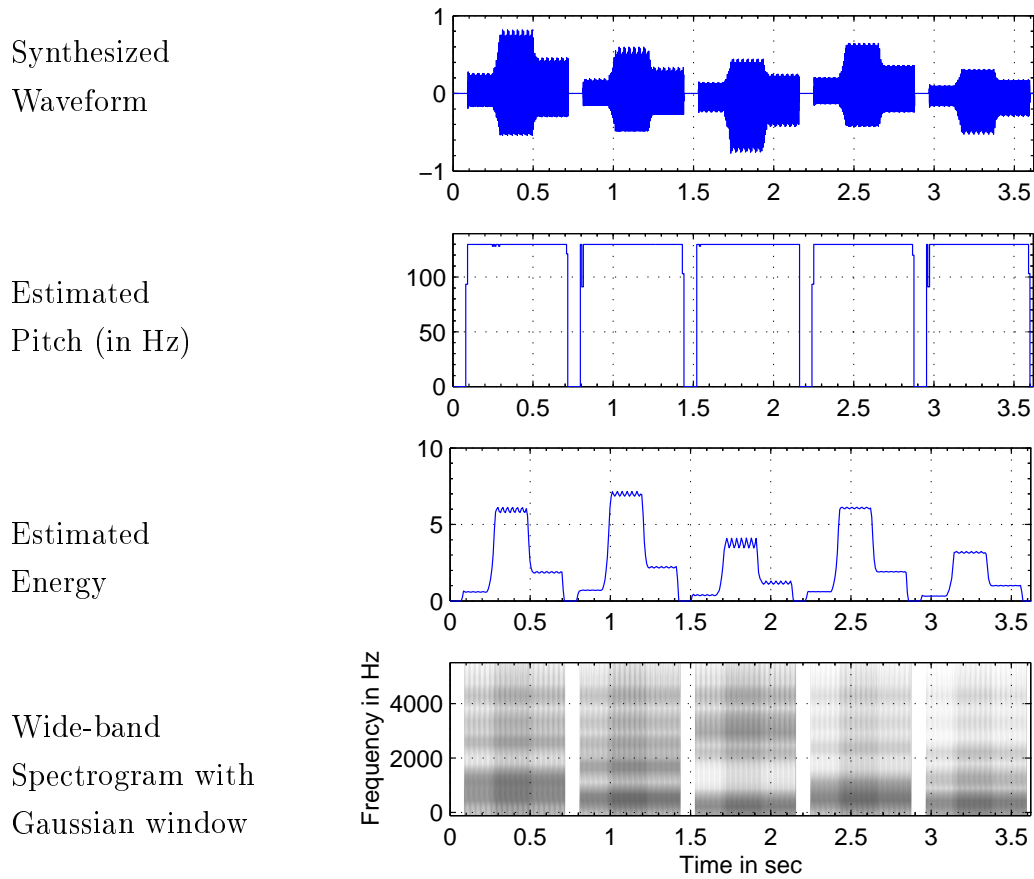 Synthesized
Waveform
1
0
−1
0 0.5 1 1.5 2 2.5 3 3.5
Estimated
Pitch (in Hz)
100
50
0
0 0.5 1 1.5 2 2.5 3 3.5
Estimated
Energy
10
5
0
0 0.5 1 1.5 2 2.5 3 3.5
Wide-band
Spectrogram with
Gaussian window
Frequency in Hz
4000
2000
0
0 0.5 1 1.5 2 2.5 3 3.5
Time in sec